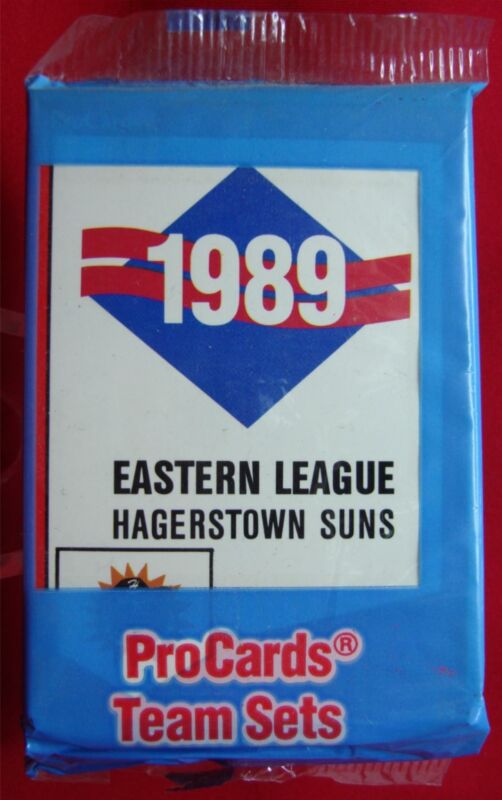 1989
EASTERN LEAGUE
HAGERSTOWN SUNS
ProCards®
Team Sets